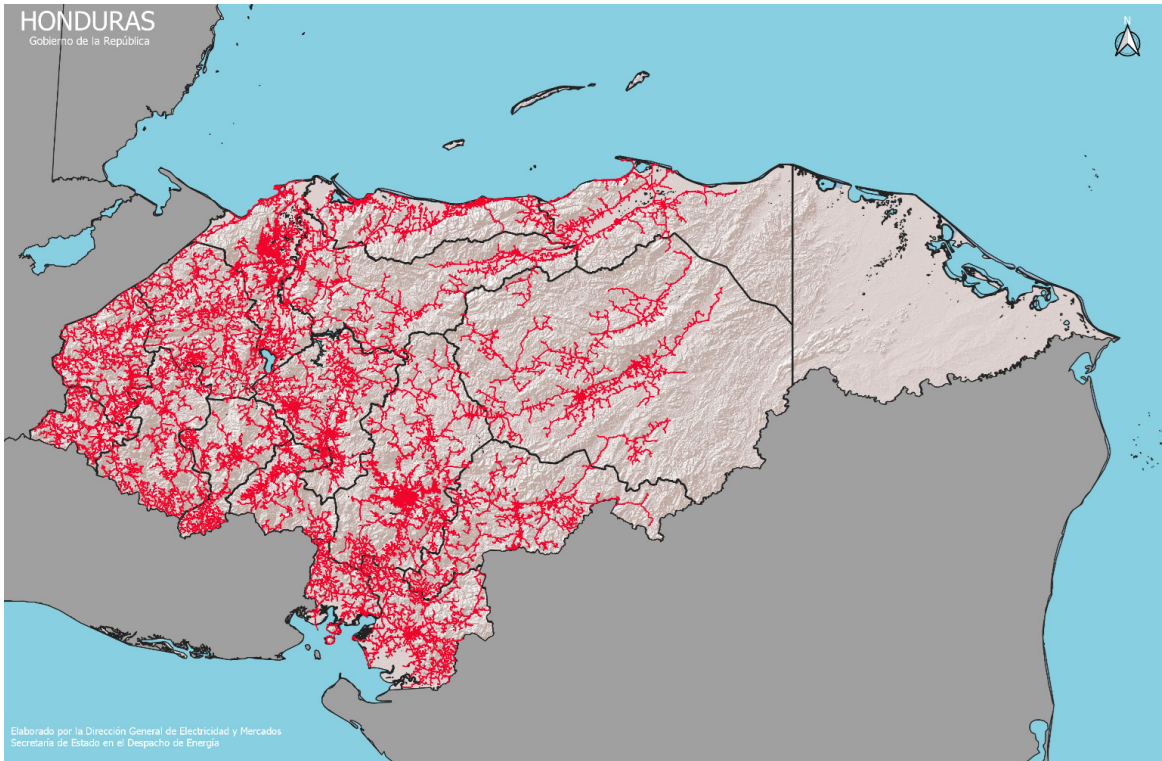 HONDURAS
Gobierno de la República
N
Elaborado por la Dirección General de Electricidad y Mercados
Secretaría de Estado en el Despacho de Energía